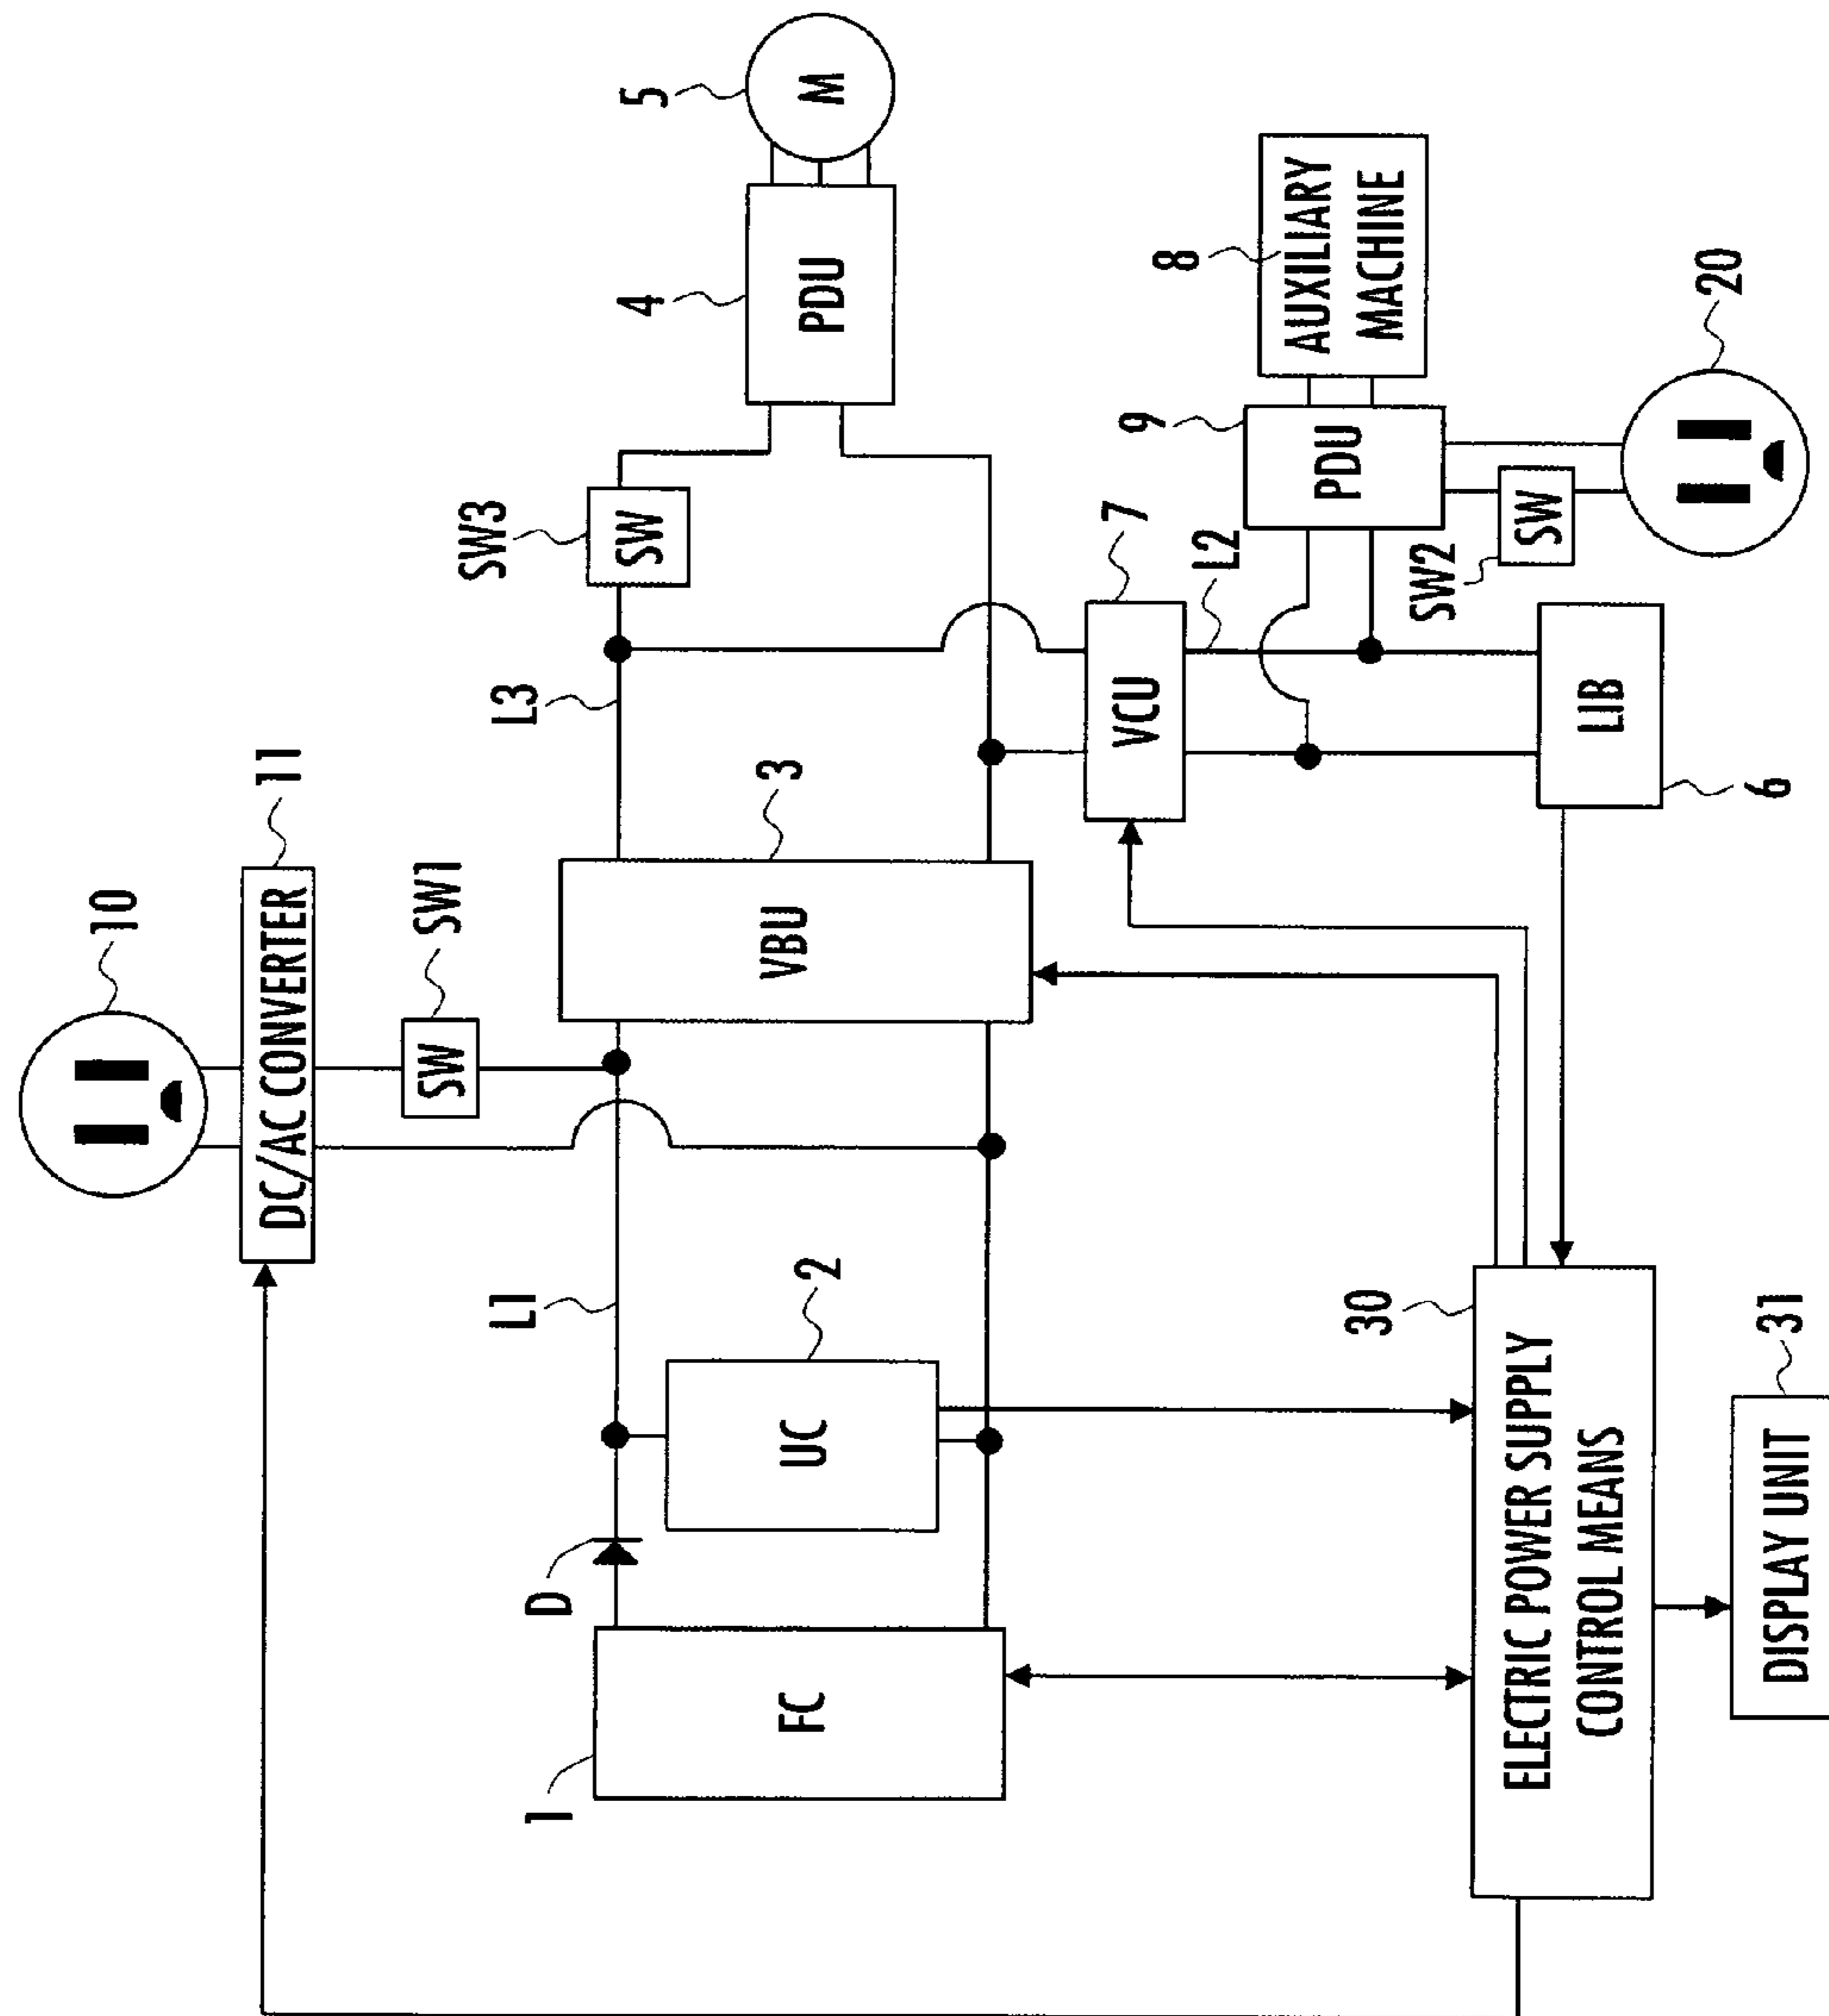 10
11
DC/AC CONVERTER
SW1
SW
SW3
SW
5
M
4
PDU
L1
L3
D
1
FC
2
UC
3
VBU
7
VCU
L2
9
PDU
8
AUXILIARY
MACHINE
SW2
SW
20
LIB
6
30
ELECTRIC POWER SUPPLY
CONTROL MEANS
31
DISPLAY UNIT